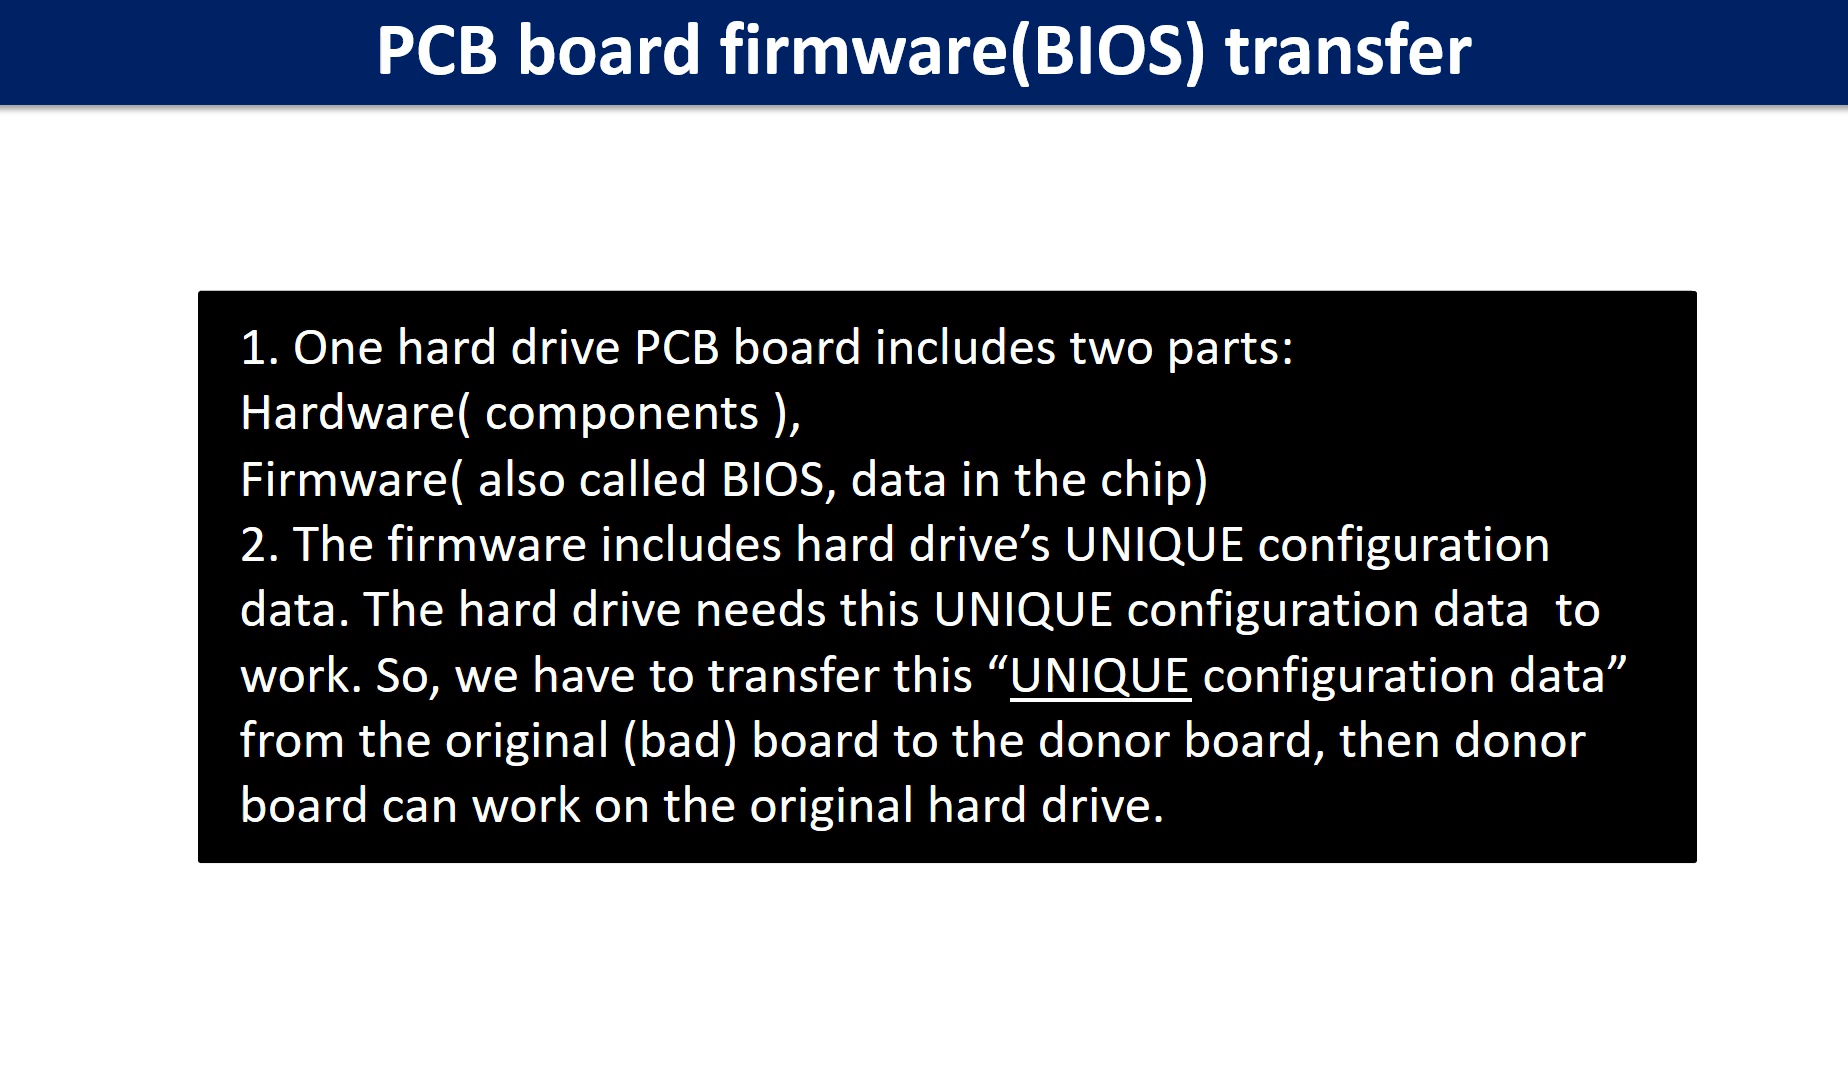 PCB board firmware(BIOS) transfer
1. One hard drive PCB board includes two parts:
Hardware( components ),
Firmware( also called BIOS, data in the chip)
2. The firmware includes hard drive’s UNIQUE configuration
data. The hard drive needs this UNIQUE configuration data  to
work. So, we have to transfer this “UNIQUE configuration data”
from the original (bad) board to the donor board, then donor
board can work on the original hard drive.